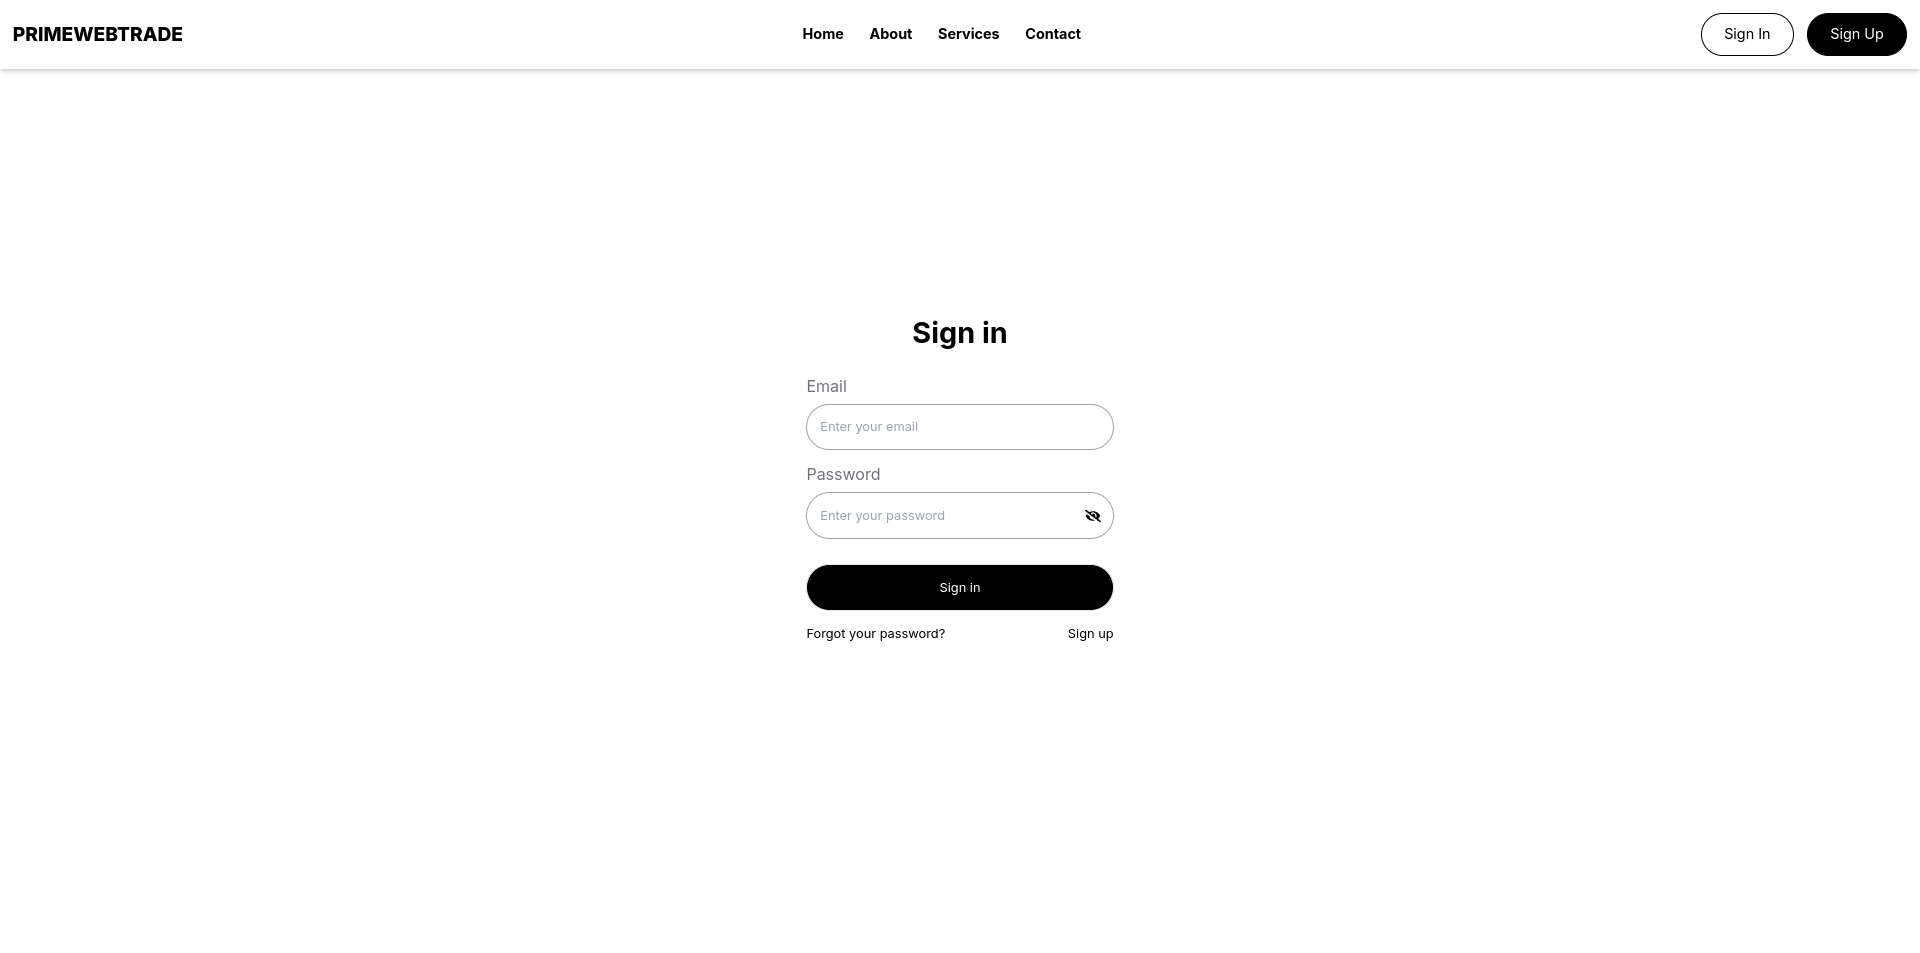 PRIMEWEBTRADE
Home About Services Contact
Sign In Sign Up
Sign in
Email
Enter your email
Password
Enter your password
Sign in
Forgot your password? Sign up